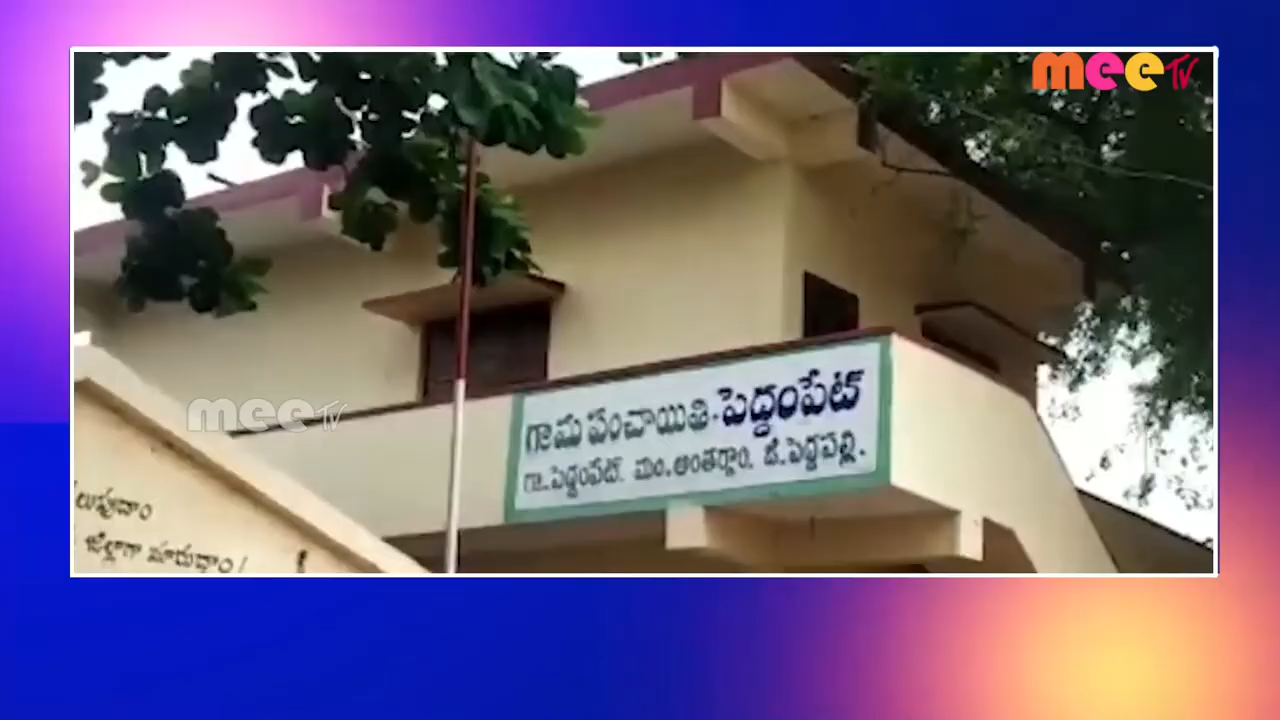 mee TV
గ్రామ పంచాయితి - పెద్దంపేట్
గ్రా.. పెద్దంపేట్. మం. అంతర్గాం. జి.. పెద్దపల్లి.
mee TV
జిల్లాగా మారుద్దాం!